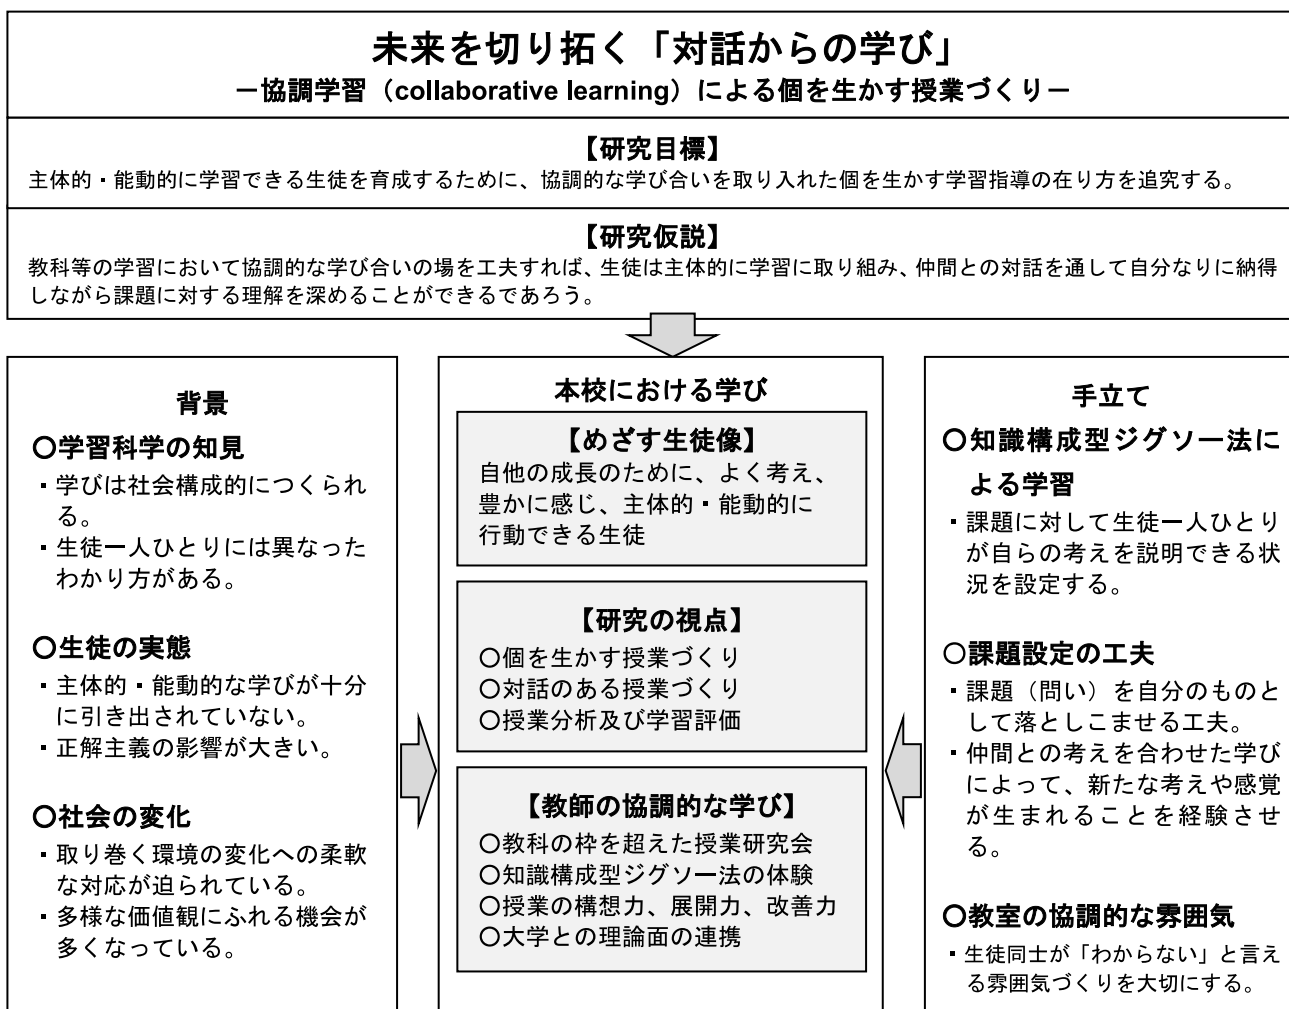 未来を切り拓く「対話からの学び」
－協調学習（collaborative learning）による個を生かす授業づくり－
【研究目標】
主体的・能動的に学習できる生徒を育成するために、協調的な学び合いを取り入れた個を生かす学習指導の在り方を追究する。
【研究仮説】
教科等の学習において協調的な学び合いの場を工夫すれば、生徒は主体的に学習に取り組み、仲間との対話を通して自分なりに納得
しながら課題に対する理解を深めることができるであろう。
背景
○学習科学の知見
・学びは社会構成的につくられ
る。
・生徒一人ひとりには異なった
わかり方がある。
○生徒の実態
・主体的・能動的な学びが十分
に引き出されていない。
・正解主義の影響が大きい。
○社会の変化
・取り巻く環境の変化への柔軟
な対応が迫られている。
・多様な価値観にふれる機会が
多くなっている。
本校における学び
【めざす生徒像】
自他の成長のために、よく考え、
豊かに感じ、主体的・能動的に
行動できる生徒
【研究の視点】
○個を生かす授業づくり
○対話のある授業づくり
○授業分析及び学習評価
【教師の協調的な学び】
○教科の枠を超えた授業研究会
○知識構成型ジグソー法の体験
○授業の構想力、展開力、改善力
○大学との理論面の連携
手立て
○知識構成型ジグソー法に
よる学習
・課題に対して生徒一人ひとり
が自らの考えを説明できる状
況を設定する。
○課題設定の工夫
・課題（問い）を自分のものと
して落としこませる工夫。
・仲間との考えを合わせた学び
によって、新たな考えや感覚
が生まれることを経験させ
る。
○教室の協調的な雰囲気
・生徒同士が「わからない」と言え
る雰囲気づくりを大切にする。